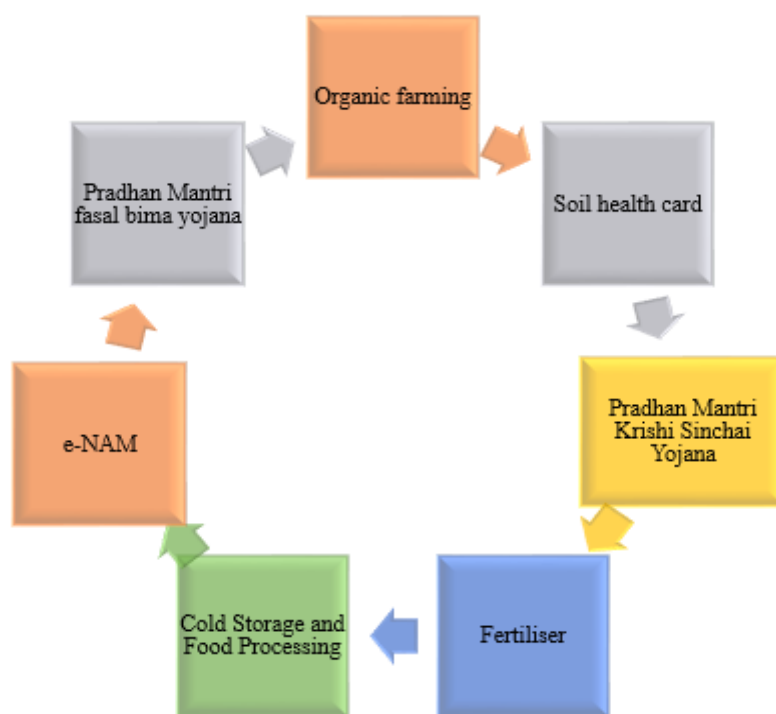 Organic farming
Soil health card
Pradhan Mantri
Krishi Sinchai
Yojana
Fertiliser
Cold Storage and
Food Processing
e-NAM
Pradhan Mantri
fasal bima yojana